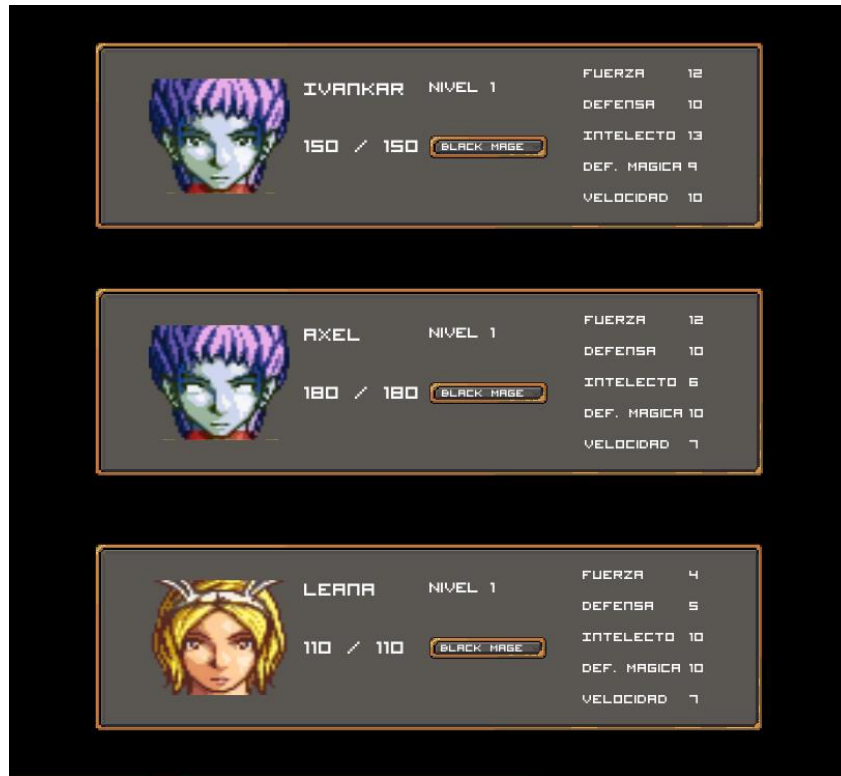 IVANKAR NIVEL 1
150 / 150 BLACK MAGE
FUERZA 12
DEFENSA 10
INTELECTO 13
DEF. MAGICA 9
VELOCIDAD 10
AXEL NIVEL 1
180 / 180 BLACK MAGE
FUERZA 12
DEFENSA 10
INTELECTO 6
DEF. MAGICA 10
VELOCIDAD 7
LEANA NIVEL 1
110 / 110 BLACK MAGE
FUERZA 4
DEFENSA 5
INTELECTO 10
DEF. MAGICA 10
VELOCIDAD 7